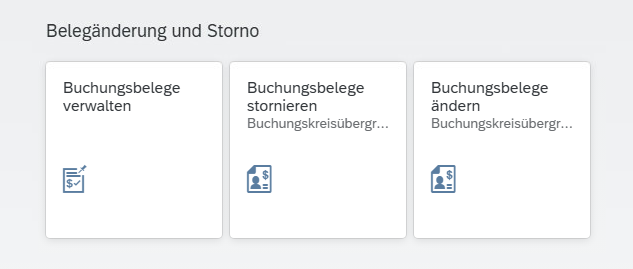 Belegänderung und Storno
Buchungsbelege
verwalten
Buchungsbelege
stornieren
Buchungskreisübergr...
Buchungsbelege
ändern
Buchungskreisübergr...